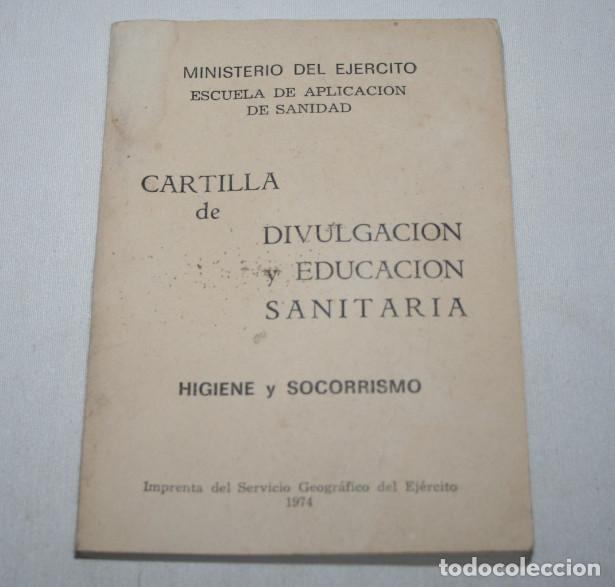 MINISTERIO DEL EJERCITO
ESCUELA DE APLICACION
DE SANIDAD
CARTILLA
de
DIVULGACION
y EDUCACION
SANITARIA
HIGIENE y SOCORRISMO
Imprenta del Servicio Geográfico del Ejército
1974
todocoleccion